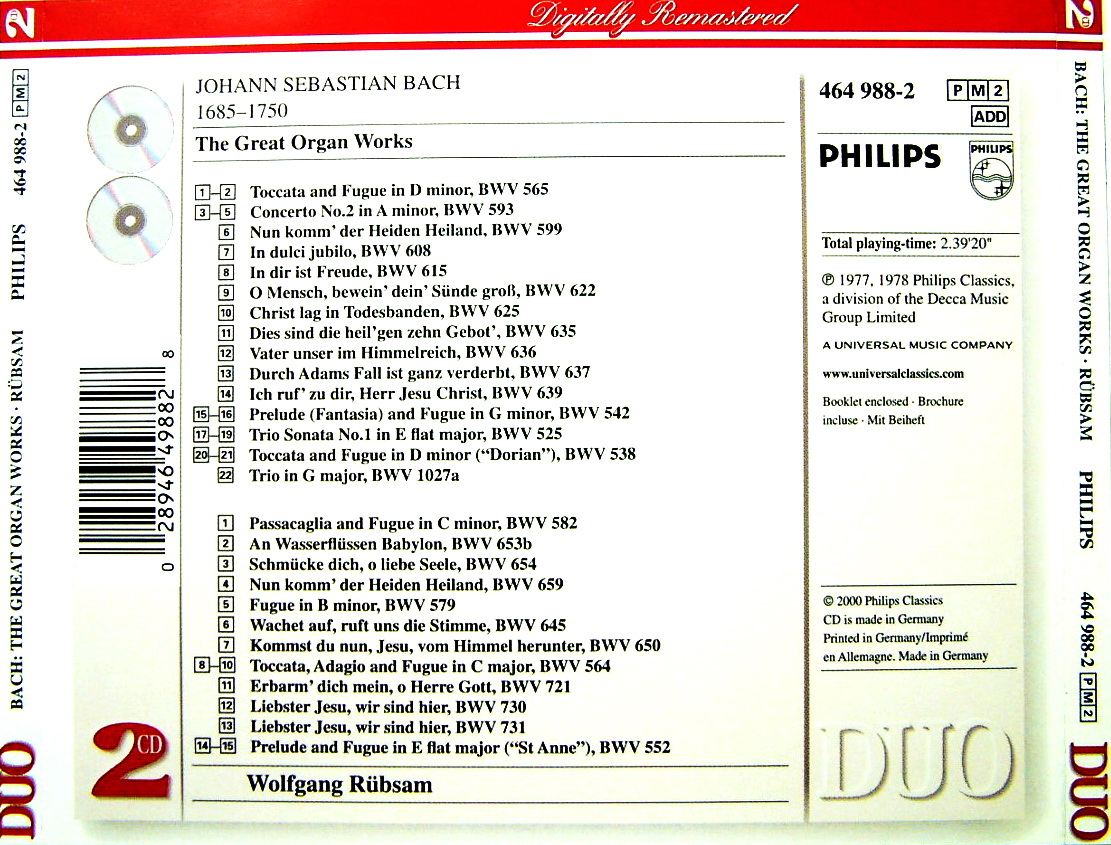 Digitally Remastered
2 CD
464 988-2 PM2
PHILIPS
BACH: THE GREAT ORGAN WORKS · RÜBSAM
DUO
JOHANN SEBASTIAN BACH
1685–1750
The Great Organ Works
1–2 Toccata and Fugue in D minor, BWV 565
3–5 Concerto No.2 in A minor, BWV 593
6 Nun komm' der Heiden Heiland, BWV 599
7 In dulci jubilo, BWV 608
8 In dir ist Freude, BWV 615
9 O Mensch, bewein' dein' Sünde groß, BWV 622
10 Christ lag in Todesbanden, BWV 625
11 Dies sind die heil'gen zehn Gebot', BWV 635
12 Vater unser im Himmelreich, BWV 636
13 Durch Adams Fall ist ganz verderbt, BWV 637
14 Ich ruf' zu dir, Herr Jesu Christ, BWV 639
15–16 Prelude (Fantasia) and Fugue in G minor, BWV 542
17–19 Trio Sonata No.1 in E flat major, BWV 525
20–21 Toccata and Fugue in D minor (“Dorian”), BWV 538
22 Trio in G major, BWV 1027a
1 Passacaglia and Fugue in C minor, BWV 582
2 An Wasserflüssen Babylon, BWV 653b
3 Schmücke dich, o liebe Seele, BWV 654
4 Nun komm' der Heiden Heiland, BWV 659
5 Fugue in B minor, BWV 579
6 Wachet auf, ruft uns die Stimme, BWV 645
7 Kommst du nun, Jesu, vom Himmel herunter, BWV 650
8–10 Toccata, Adagio and Fugue in C major, BWV 564
11 Erbarm' dich mein, o Herre Gott, BWV 721
12 Liebster Jesu, wir sind hier, BWV 730
13 Liebster Jesu, wir sind hier, BWV 731
14–15 Prelude and Fugue in E flat major (“St Anne”), BWV 552
Wolfgang Rübsam
0 28946 49882 8
2 CD
464 988-2 PM2
ADD
PHILIPS
PHILIPS
Total playing-time: 2.39'20"
℗ 1977, 1978 Philips Classics,
a division of the Decca Music
Group Limited
A UNIVERSAL MUSIC COMPANY
www.universalclassics.com
Booklet enclosed · Brochure
incluse · Mit Beiheft
© 2000 Philips Classics
CD is made in Germany
Printed in Germany/Imprimé
en Allemagne. Made in Germany
DUO
2 CD
BACH: THE GREAT ORGAN WORKS · RÜBSAM
PHILIPS
464 988-2 PM2
DUO